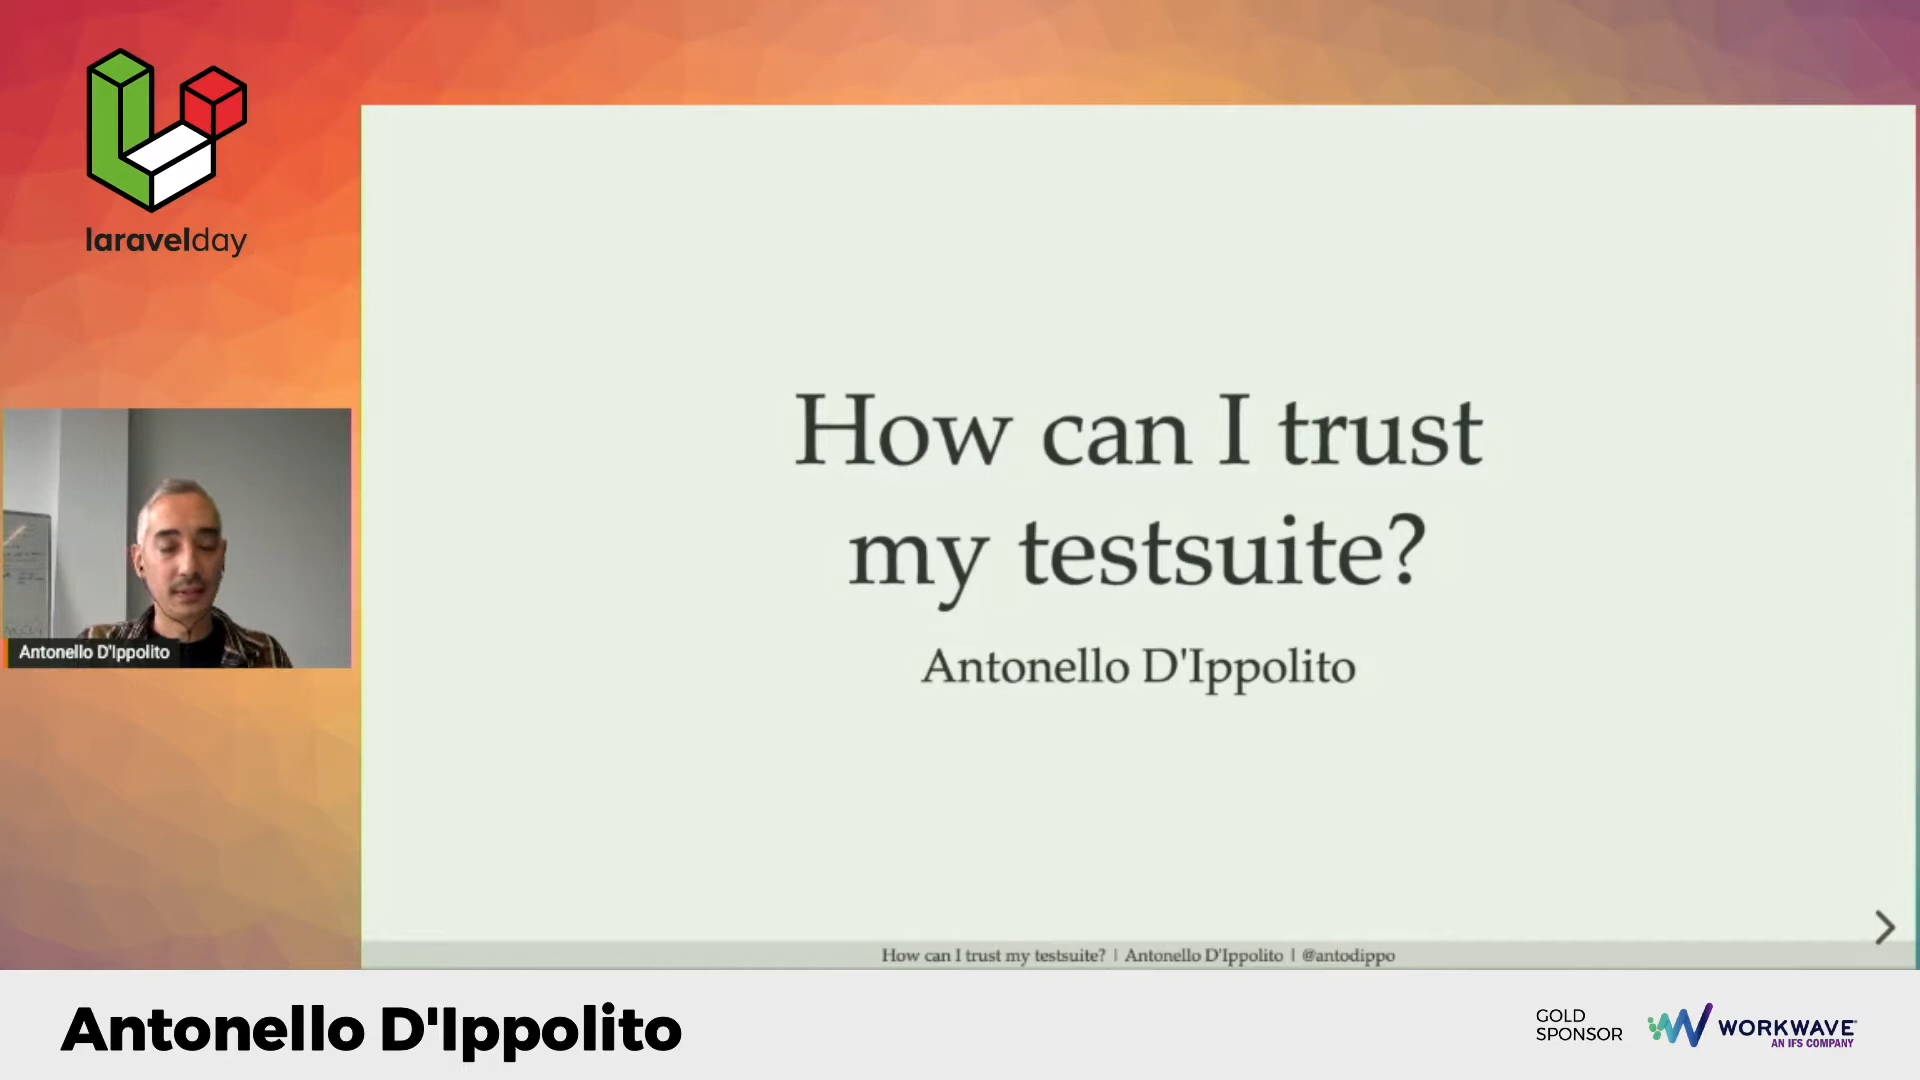 laravelday
How can I trust
my testsuite?
Antonello D'Ippolito
Antonello D'Ippolito
How can I trust my testsuite? | Antonello D'Ippolito | @antodippo
Antonello D'Ippolito
GOLD
SPONSOR
WORKWAVE
AN IFS COMPANY